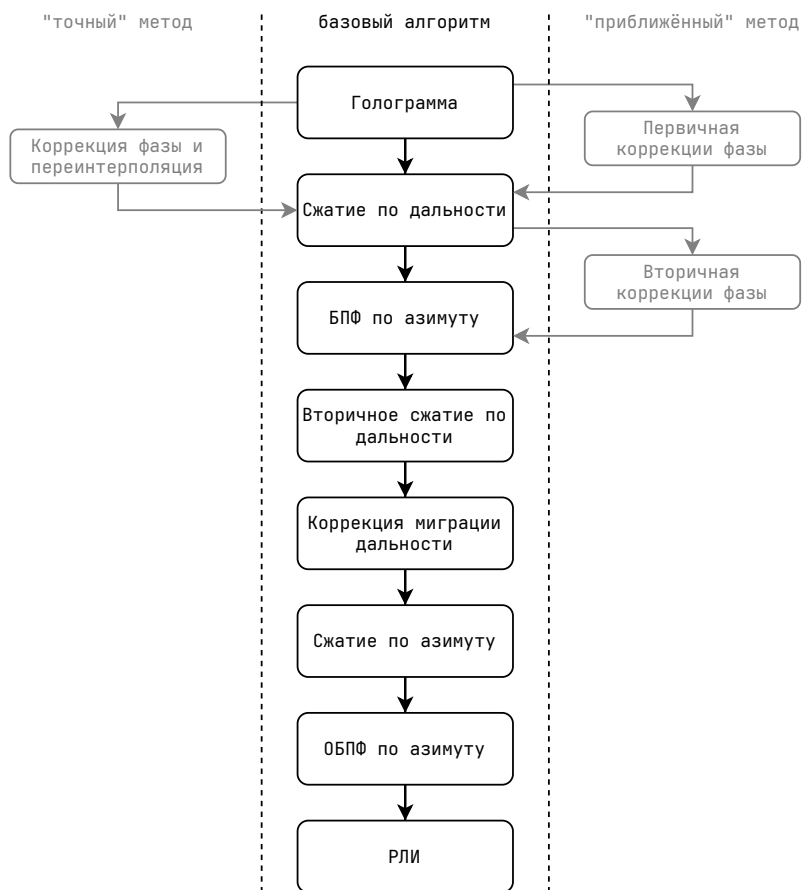 "точный" метод
базовый алгоритм
"приближённый" метод
Голограмма
Коррекция фазы и
переинтерполяция
Первичная
коррекции фазы
Сжатие по дальности
Вторичная
коррекции фазы
БПФ по азимуту
Вторичное сжатие по
дальности
Коррекция миграции
дальности
Сжатие по азимуту
ОБПФ по азимуту
РЛИ